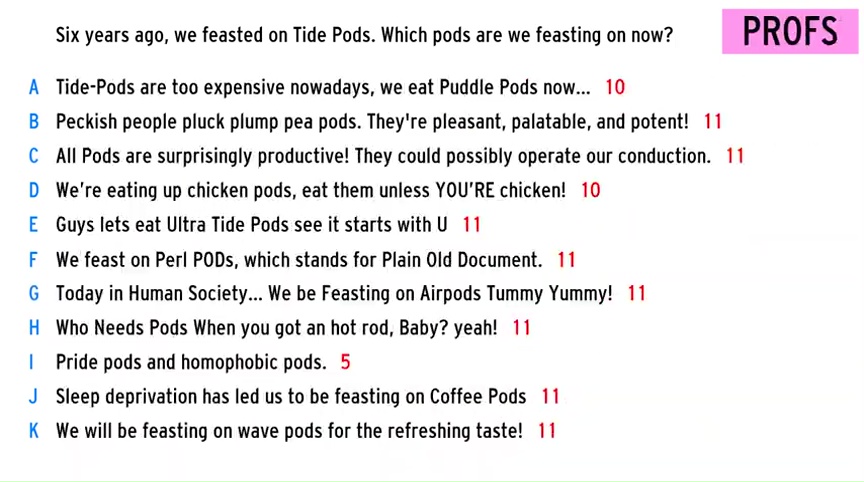 Six years ago, we feasted on Tide Pods. Which pods are we feasting on now?
PROFS
A Tide-Pods are too expensive nowadays, we eat Puddle Pods now... 10
B Peckish people pluck plump pea pods. They're pleasant, palatable, and potent! 11
C All Pods are surprisingly productive! They could possibly operate our conduction. 11
D We're eating up chicken pods, eat them unless YOU'RE chicken! 10
E Guys lets eat Ultra Tide Pods see it starts with U 11
F We feast on Perl PODs, which stands for Plain Old Document. 11
G Today in Human Society... We be Feasting on Airpods Tummy Yummy! 11
H Who Needs Pods When you got an hot rod, Baby? yeah! 11
I Pride pods and homophobic pods. 5
J Sleep deprivation has led us to be feasting on Coffee Pods 11
K We will be feasting on wave pods for the refreshing taste! 11